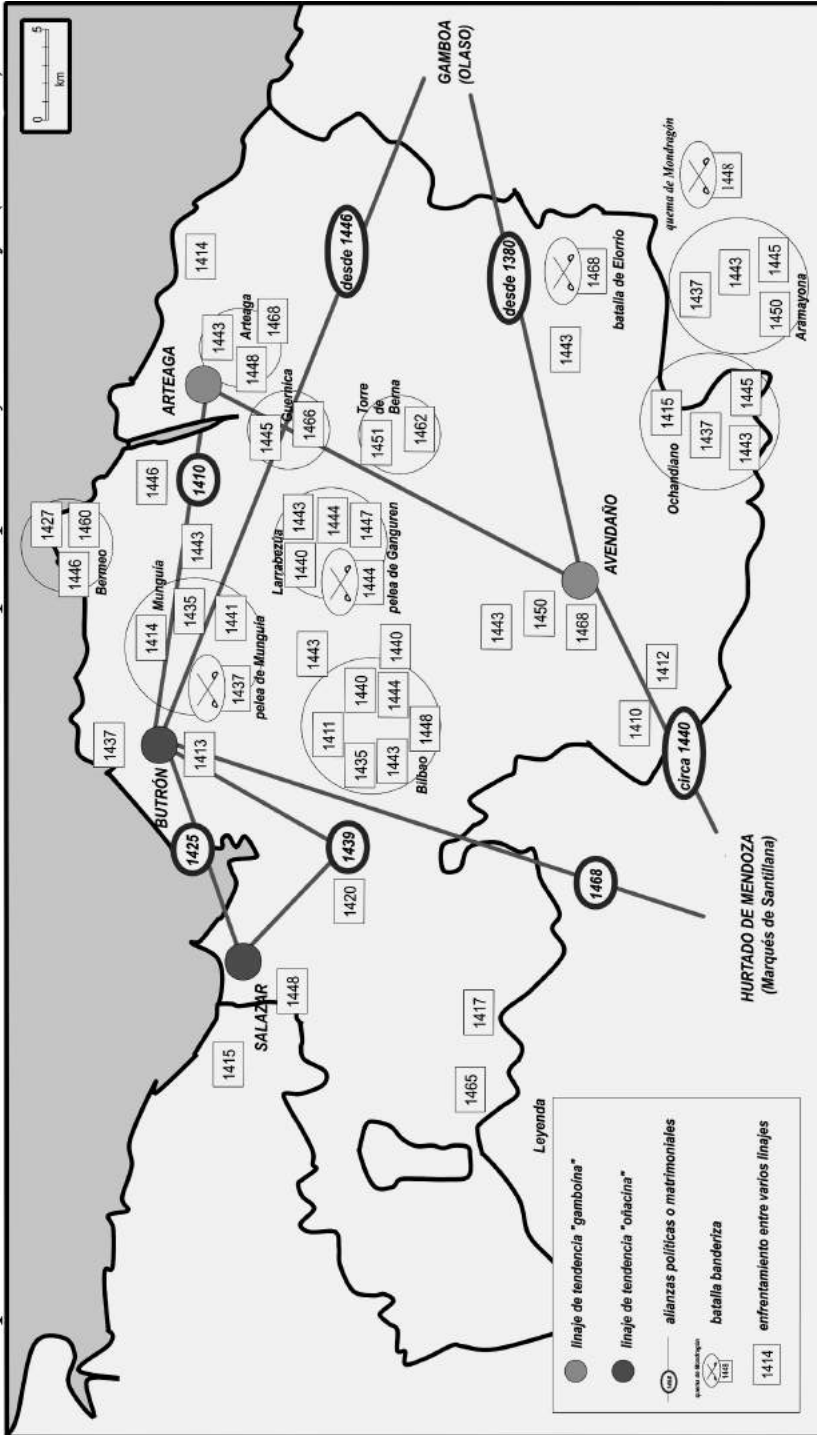 0 5
km
1437
BUTRÓN
1413
1425
1439
1420
SALAZAR
1448
1415
1465
1417
1427
1460
1446
Bermeo
1446
1410
1443
Munguía
1414
1435
1441
1437
pelea de Munguía
ARTEAGA
1414
Arteaga
1443
1448
1468
Guernica
1445
1466
desde 1446
GAMBOA
(OLASO)
Larrabezúa
1443
1440
1444
1447
1444
pelea de Ganguren
Torre
de
Berna
1451
1462
desde 1380
1443
1440
1411
1440
1435
1444
1443
1448
Bilbao
1443
1450
1468
AVENDAÑO
1443
1468
batalla de Elorrio
1410
1412
circa 1440
1468
HURTADO DE MENDOZA
(Marqués de Santillana)
1415
1437
1445
1443
Ochandiano
quema de Mondragón
1448
1437
1443
1445
1450
Aramayona
Leyenda
linaje de tendencia "gamboína"
linaje de tendencia "oñacina"
alianzas políticas o matrimoniales
quema de Mondragón
1448
batalla banderiza
1414
enfrentamiento entre varios linajes